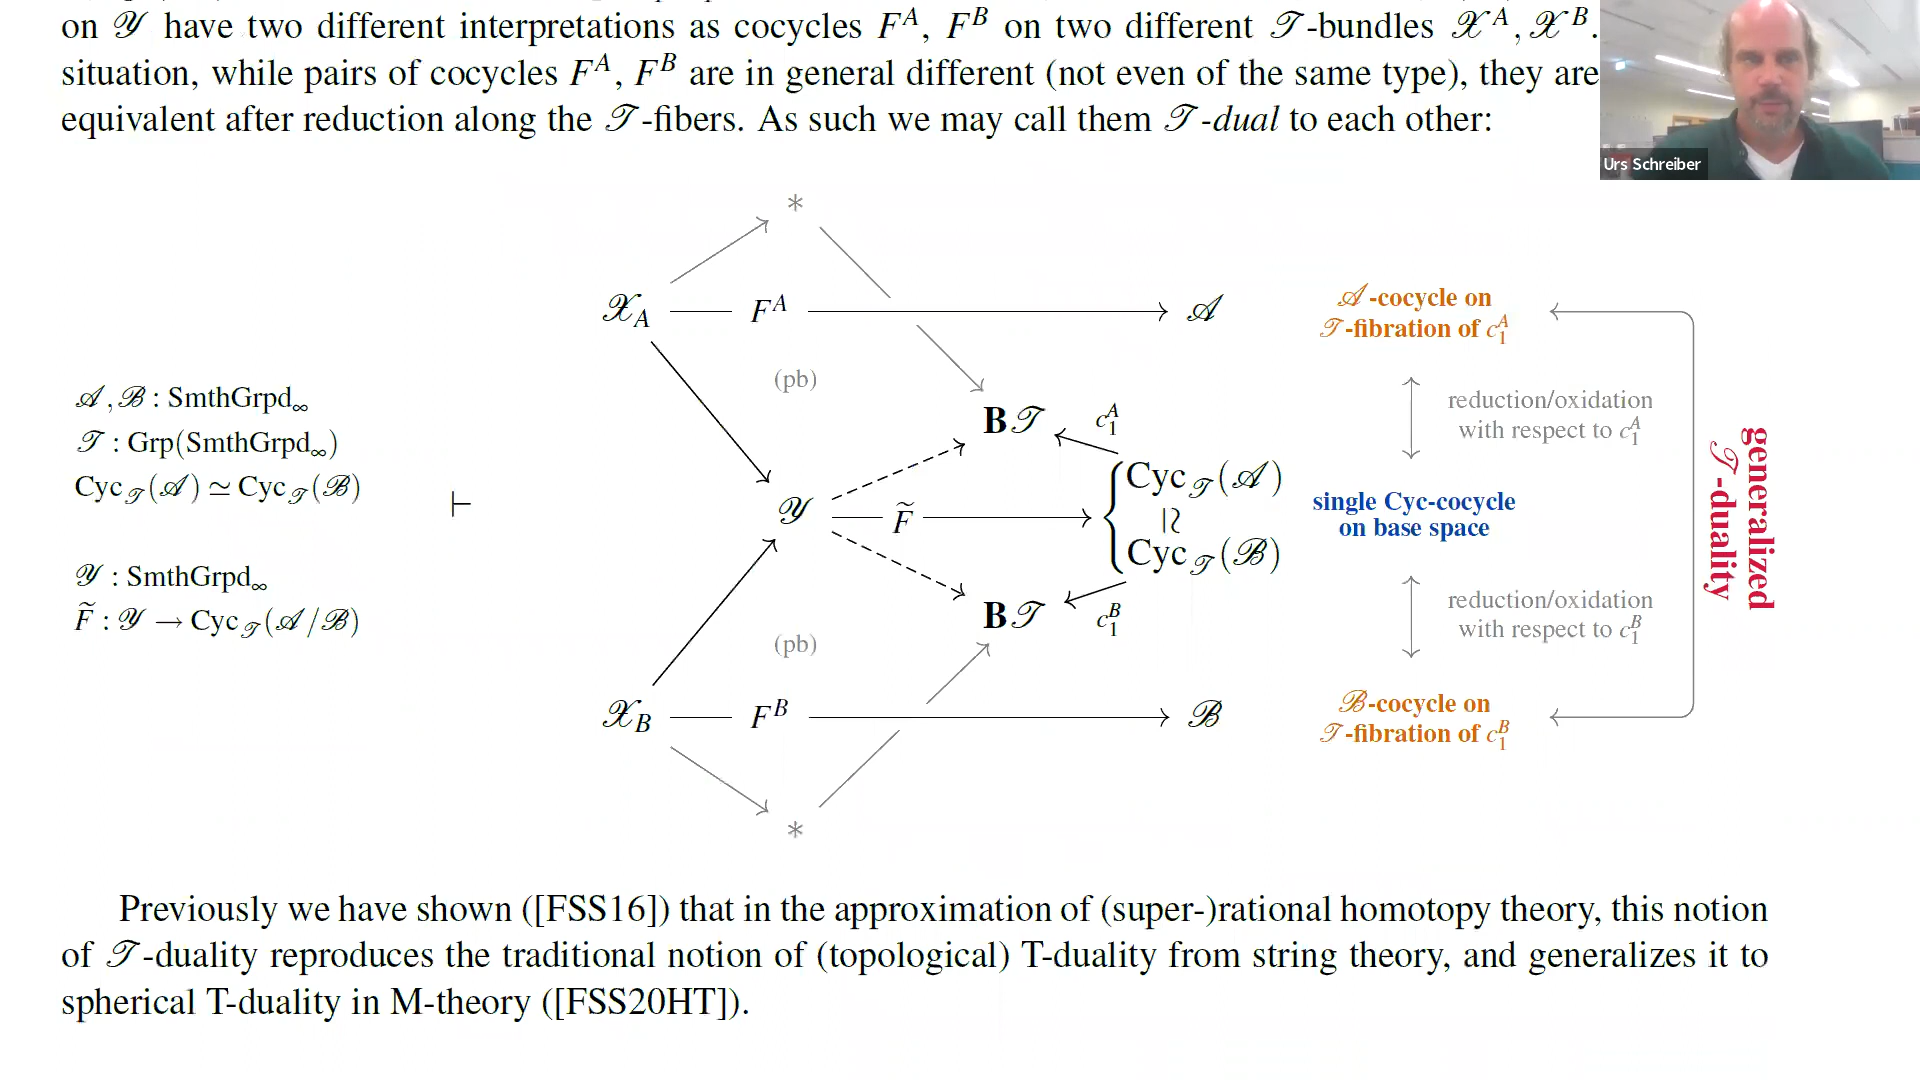 on 𝒴 have two different interpretations as cocycles F^A, F^B on two different 𝒯-bundles 𝒳^A, 𝒳^B.
situation, while pairs of cocycles F^A, F^B are in general different (not even of the same type), they are
equivalent after reduction along the 𝒯-fibers. As such we may call them 𝒯-dual to each other:
Urs Schreiber
*
𝒳_A — F^A → 𝒜
𝒜-cocycle on
𝒯-fibration of c_1^A
(pb)
𝒜, ℬ : SmthGrpd_∞
𝒯 : Grp(SmthGrpd_∞)
Cyc_𝒯(𝒜) ≃ Cyc_𝒯(ℬ)
B𝒯
c_1^A
reduction/oxidation
with respect to c_1^A
⊢
𝒴 — F̃ →
Cyc_𝒯(𝒜)
≀|
Cyc_𝒯(ℬ)
single Cyc-cocycle
on base space
generalized
𝒯-duality
𝒴 : SmthGrpd_∞
F̃ : 𝒴 → Cyc_𝒯(𝒜/ℬ)
B𝒯
c_1^B
reduction/oxidation
with respect to c_1^B
(pb)
𝒳_B — F^B → ℬ
ℬ-cocycle on
𝒯-fibration of c_1^B
*
Previously we have shown ([FSS16]) that in the approximation of (super-)rational homotopy theory, this notion
of 𝒯-duality reproduces the traditional notion of (topological) T-duality from string theory, and generalizes it to
spherical T-duality in M-theory ([FSS20HT]).